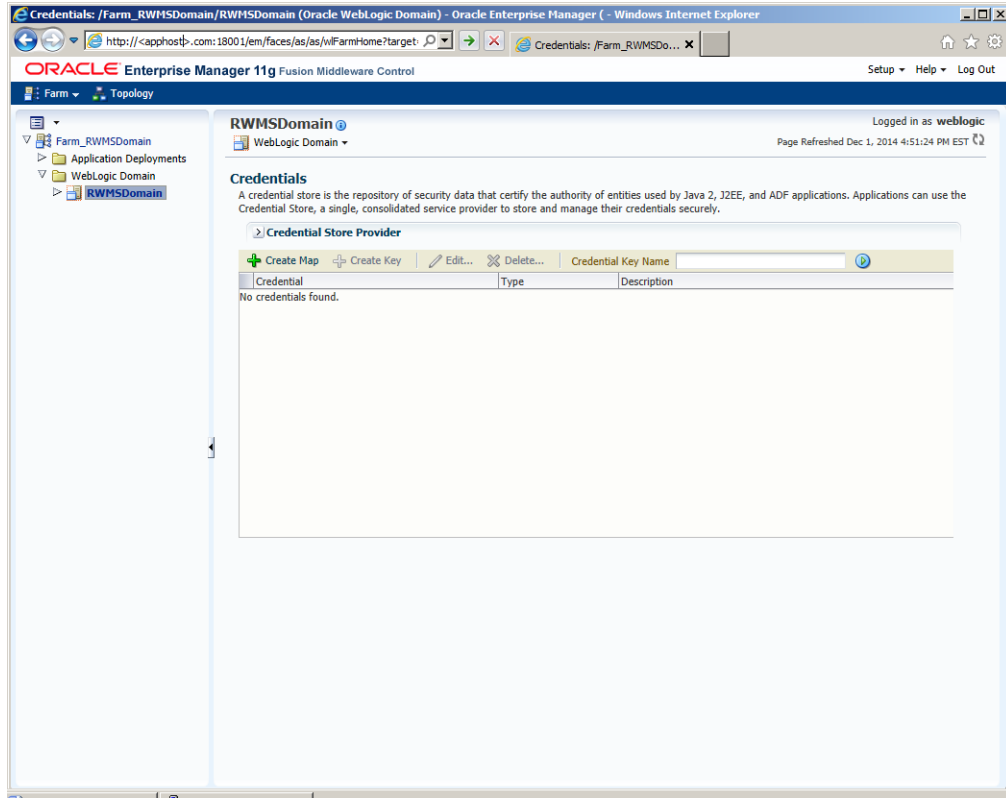 Credentials: /Farm_RWMSDomain/RWMSDomain (Oracle WebLogic Domain) - Oracle Enterprise Manager ( - Windows Internet Explorer
http://<apphost>.com:18001/em/faces/as/as/wlFarmHome?target
Credentials: /Farm_RWMSDo...
ORACLE Enterprise Manager 11g Fusion Middleware Control
Setup Help Log Out
Farm Topology
Logged in as weblogic
RWMSDomain
WebLogic Domain
Page Refreshed Dec 1, 2014 4:51:24 PM EST
Farm_RWMSDomain
Application Deployments
WebLogic Domain
RWMSDomain
Credentials
A credential store is the repository of security data that certify the authority of entities used by Java 2, J2EE, and ADF applications. Applications can use the
Credential Store, a single, consolidated service provider to store and manage their credentials securely.
Credential Store Provider
Create Map Create Key Edit... Delete... Credential Key Name
Credential Type Description
No credentials found.